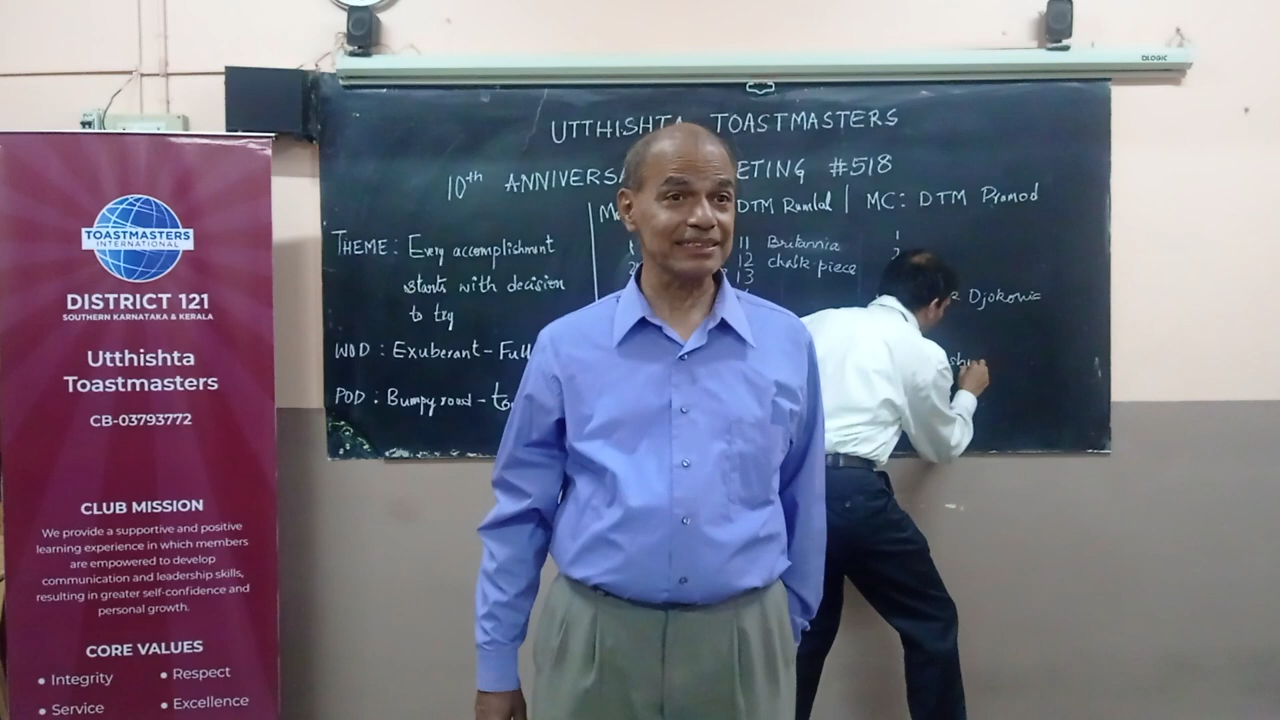 DLOGIC
UTTHISHTA TOASTMASTERS
10th ANNIVERSA ETING #518
DTM Ramlal | MC: DTM Pramod
THEME: Every accomplishment
starts with decision
to try
WOD: Exuberant - Full
POD: Bumpy road -
11 Britannia
12 chalk-piece
13
1
2
Djokovic
TOASTMASTERS
INTERNATIONAL
DISTRICT 121
SOUTHERN KARNATAKA & KERALA
Utthishta
Toastmasters
CB-03793772
CLUB MISSION
We provide a supportive and positive
learning experience in which members
are empowered to develop
communication and leadership skills,
resulting in greater self-confidence and
personal growth.
CORE VALUES
• Integrity • Respect
• Service • Excellence